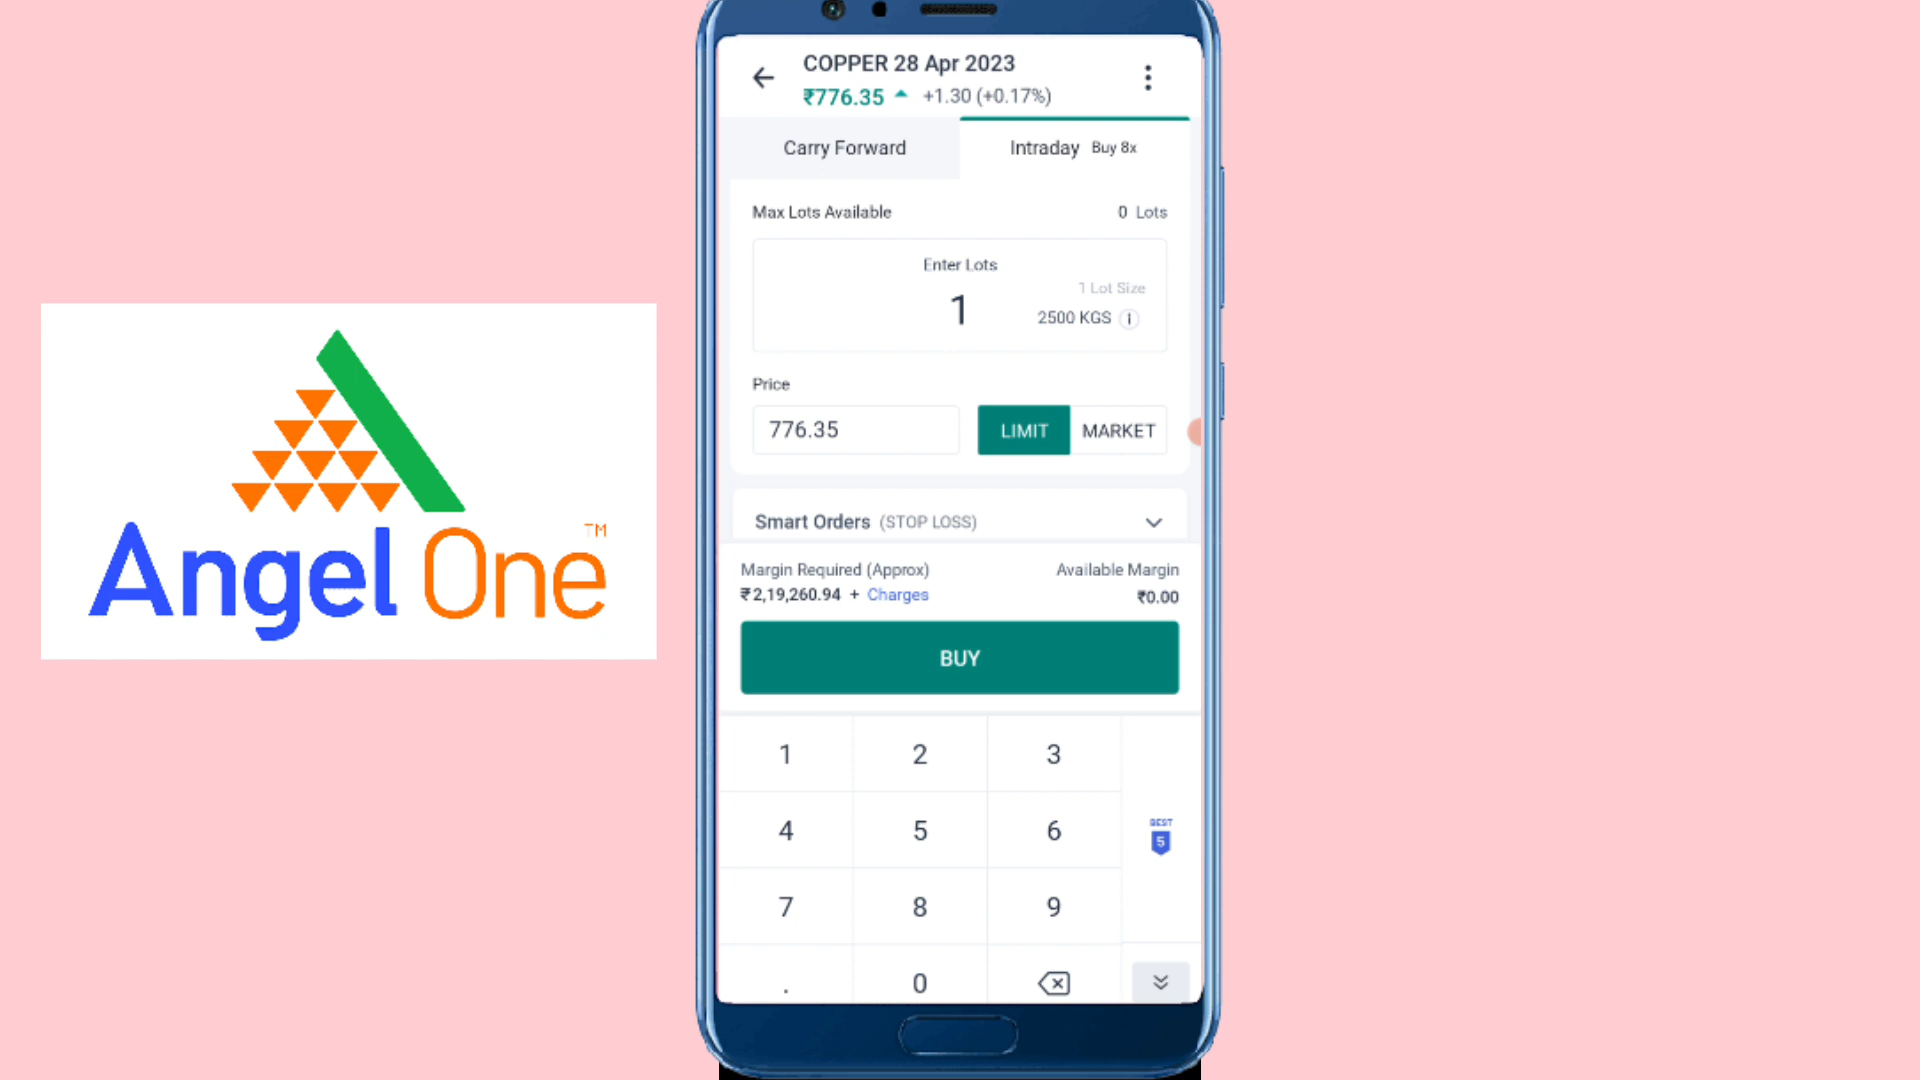 Angel One
TM
COPPER 28 Apr 2023
₹776.35 +1.30 (+0.17%)
Carry Forward
Intraday Buy 8x
Max Lots Available
0 Lots
Enter Lots
1
1 Lot Size
2500 KGS
Price
776.35
LIMIT
MARKET
Smart Orders (STOP LOSS)
Margin Required (Approx)
₹2,19,260.94 + Charges
Available Margin
₹0.00
BUY
1 2 3
4 5 6
BEST
5
7 8 9
. 0